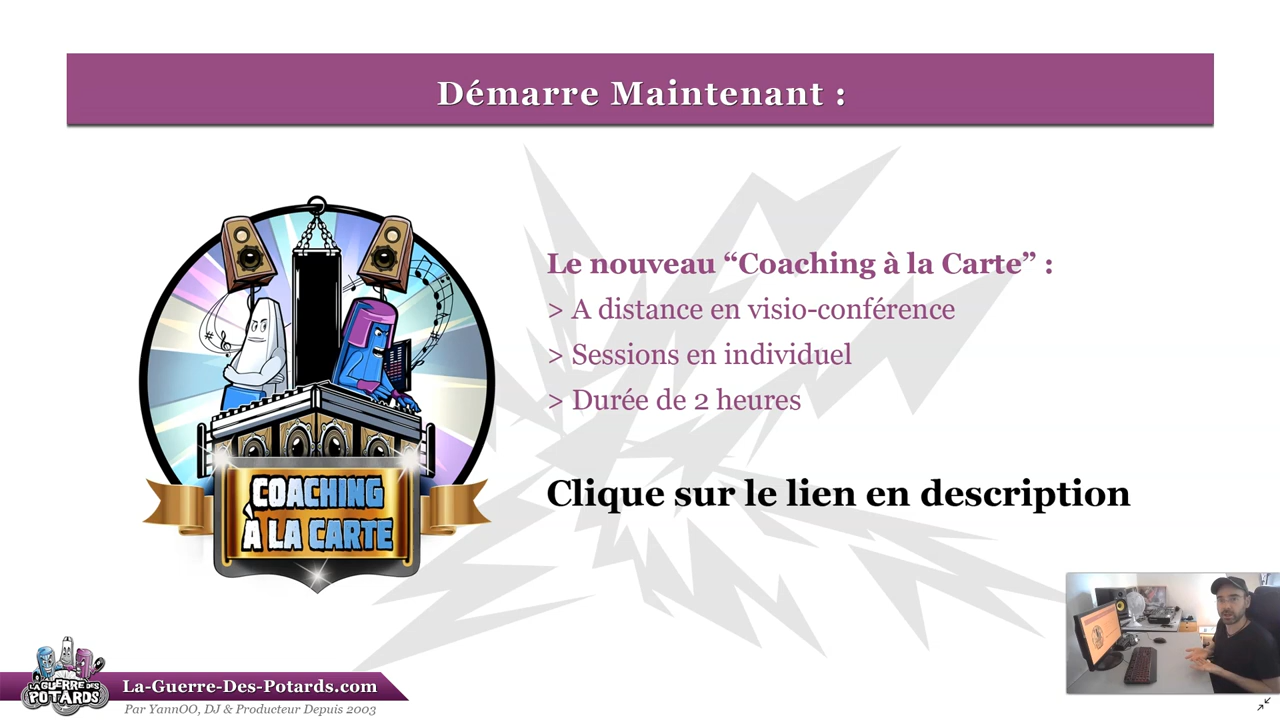 Démarre Maintenant :
Le nouveau “Coaching à la Carte” :
> A distance en visio-conférence
> Sessions en individuel
> Durée de 2 heures
COACHING
À LA CARTE
Clique sur le lien en description
LA GUERRE DES
POTARDS
La-Guerre-Des-Potards.com
Par YannOO, DJ & Producteur Depuis 2003